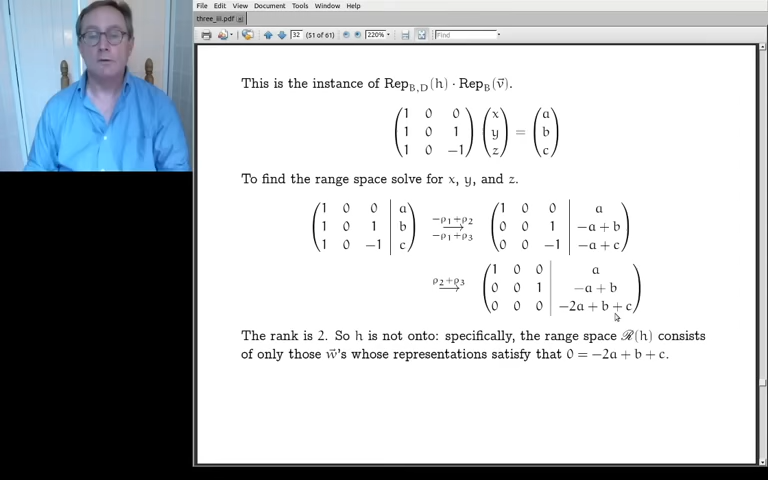 File Edit View Document Tools Window Help
three_iii.pdf
32 (51 of 61) 220% Find
This is the instance of Rep_{B,D}(h) · Rep_B(v⃗).
(1 0 0; 1 0 1; 1 0 −1) (x; y; z) = (a; b; c)
To find the range space solve for x, y, and z.
(1 0 0 | a; 1 0 1 | b; 1 0 −1 | c) −ρ₁+ρ₂ ⟶ −ρ₁+ρ₃ (1 0 0 | a; 0 0 1 | −a + b; 0 0 −1 | −a + c)
ρ₂+ρ₃ ⟶ (1 0 0 | a; 0 0 1 | −a + b; 0 0 0 | −2a + b + c)
The rank is 2. So h is not onto: specifically, the range space ℛ(h) consists
of only those w⃗'s whose representations satisfy that 0 = −2a + b + c.